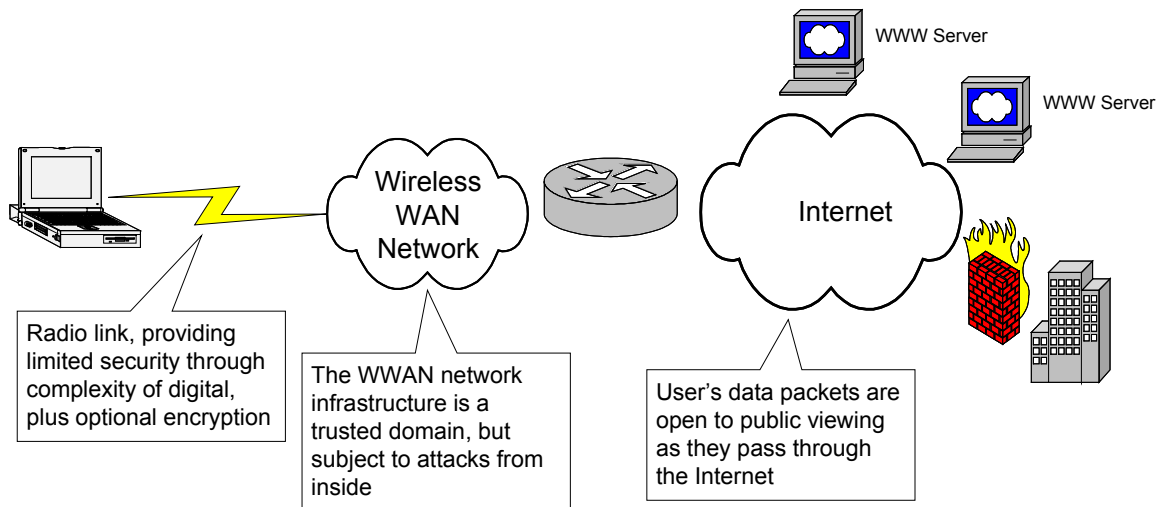 WWW Server
WWW Server
Wireless
WAN
Network
Internet
Radio link, providing
limited security through
complexity of digital,
plus optional encryption
The WWAN network
infrastructure is a
trusted domain, but
subject to attacks from
inside
User’s data packets are
open to public viewing
as they pass through
the Internet